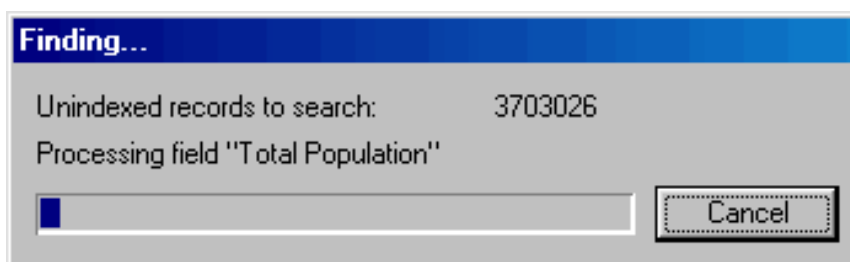 Finding...
Unindexed records to search: 3703026
Processing field "Total Population"
Cancel